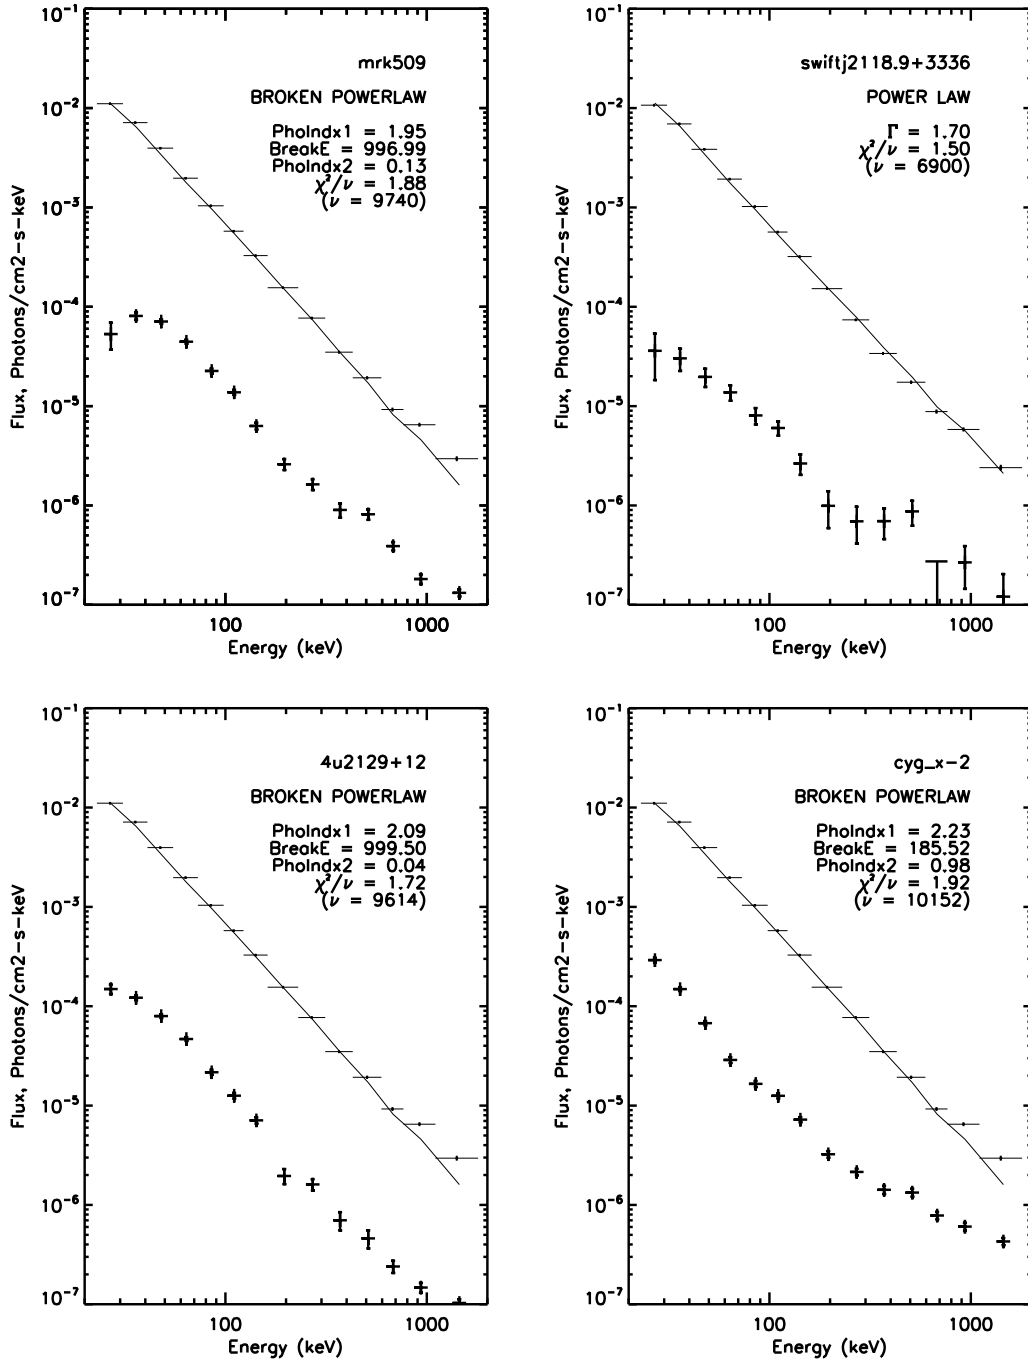 mrk509
BROKEN POWERLAW
PhoIndx1 = 1.95
BreakE = 996.99
PhoIndx2 = 0.13
χ²/ν = 1.88
(ν = 9740)
10⁻¹
10⁻²
10⁻³
10⁻⁴
10⁻⁵
10⁻⁶
10⁻⁷
Flux, Photons/cm2-s-keV
100 1000
Energy (keV)
swiftj2118.9+3336
POWER LAW
Γ = 1.70
χ²/ν = 1.50
(ν = 6900)
10⁻¹
10⁻²
10⁻³
10⁻⁴
10⁻⁵
10⁻⁶
10⁻⁷
Flux, Photons/cm2-s-keV
100 1000
Energy (keV)
4u2129+12
BROKEN POWERLAW
PhoIndx1 = 2.09
BreakE = 999.50
PhoIndx2 = 0.04
χ²/ν = 1.72
(ν = 9614)
10⁻¹
10⁻²
10⁻³
10⁻⁴
10⁻⁵
10⁻⁶
10⁻⁷
Flux, Photons/cm2-s-keV
100 1000
Energy (keV)
cyg_x-2
BROKEN POWERLAW
PhoIndx1 = 2.23
BreakE = 185.52
PhoIndx2 = 0.98
χ²/ν = 1.92
(ν = 10152)
10⁻¹
10⁻²
10⁻³
10⁻⁴
10⁻⁵
10⁻⁶
10⁻⁷
Flux, Photons/cm2-s-keV
100 1000
Energy (keV)